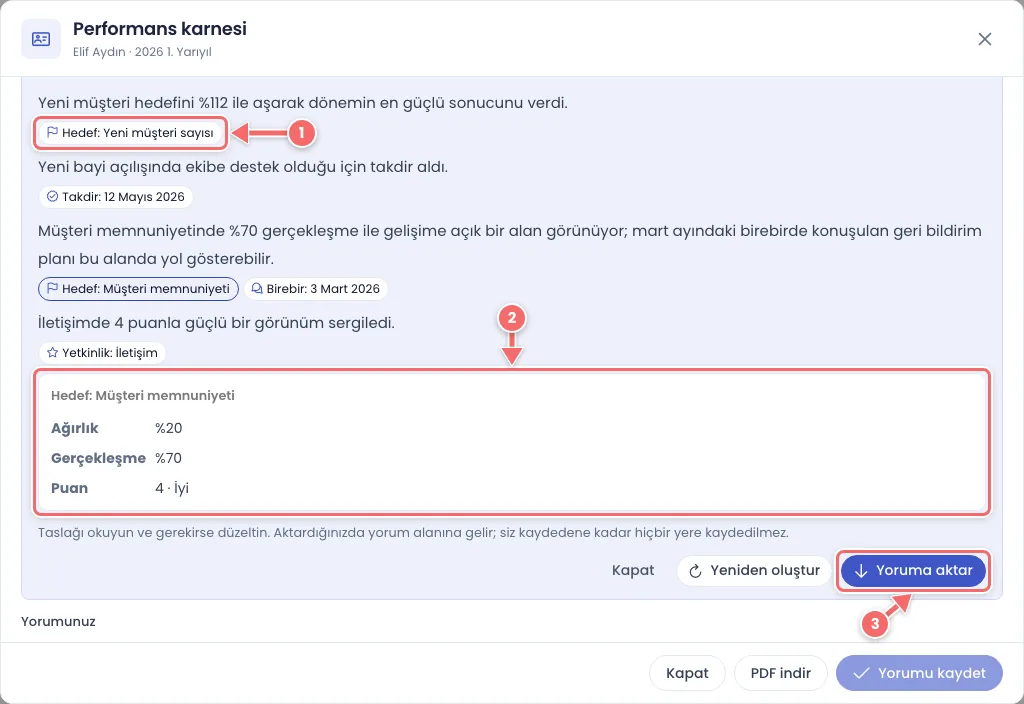 Performans karnesi
Elif Aydın · 2026 1. Yarıyıl
Yeni müşteri hedefini %112 ile aşarak dönemin en güçlü sonucunu verdi.
Hedef: Yeni müşteri sayısı
1
Yeni bayi açılışında ekibe destek olduğu için takdir aldı.
Takdir: 12 Mayıs 2026
Müşteri memnuniyetinde %70 gerçekleşme ile gelişime açık bir alan görünüyor; mart ayındaki birebirde konuşulan geri bildirim
planı bu alanda yol gösterebilir.
Hedef: Müşteri memnuniyeti
Birebir: 3 Mart 2026
İletişimde 4 puanla güçlü bir görünüm sergiledi.
2
Yetkinlik: İletişim
Hedef: Müşteri memnuniyeti
Ağırlık %20
Gerçekleşme %70
Puan 4 · İyi
Taslağı okuyun ve gerekirse düzeltin. Aktardığınızda yorum alanına gelir; siz kaydedene kadar hiçbir yere kaydedilmez.
Kapat
Yeniden oluştur
Yoruma aktar
3
Yorumunuz
Kapat
PDF indir
Yorumu kaydet